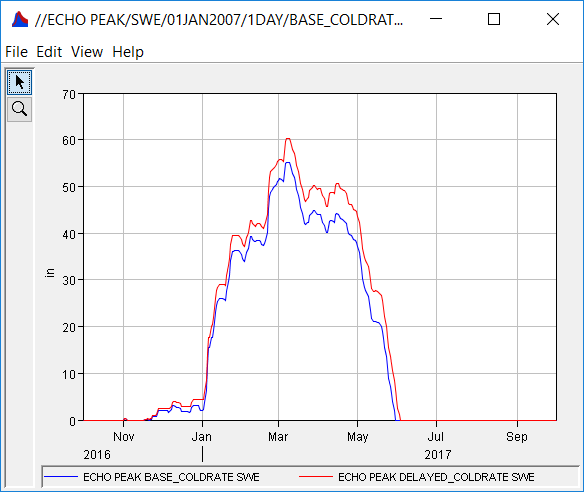 //ECHO PEAK/SWE/01JAN2007/1DAY/BASE_COLDRAT...
File Edit View Help
70
60
50
40
30
20
10
0
in
Nov Jan Mar May Jul Sep
2016 2017
ECHO PEAK BASE_COLDRATE SWE ECHO PEAK DELAYED_COLDRATE SWE